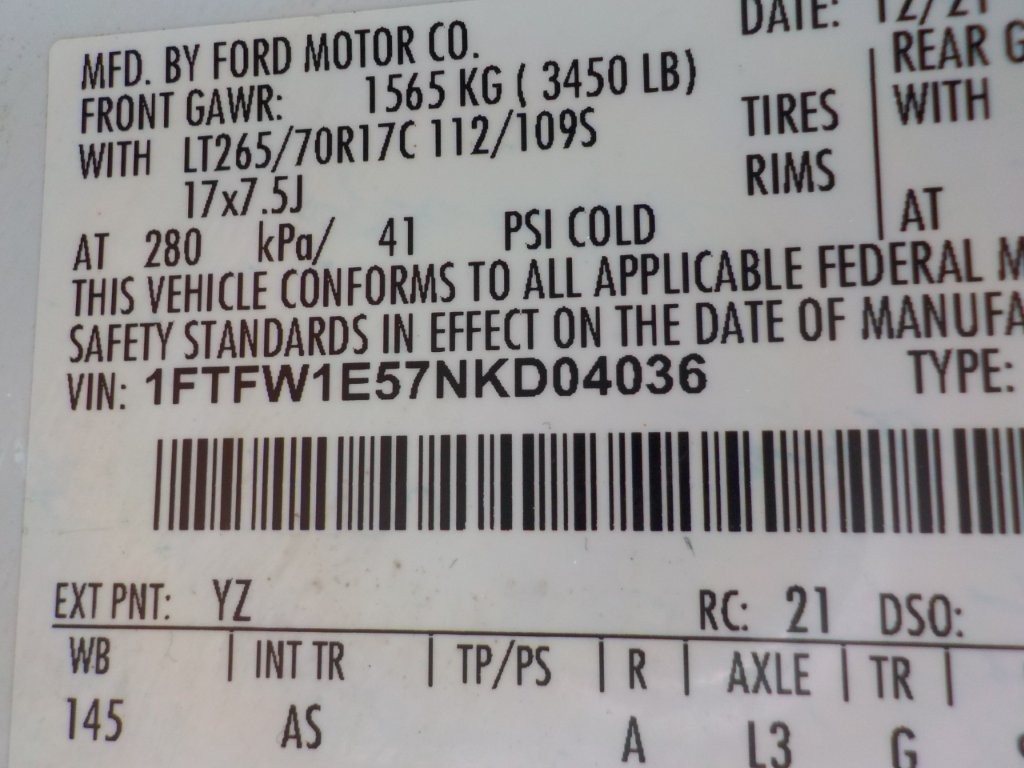 DATE: 12/21
MFD. BY FORD MOTOR CO.
FRONT GAWR: 1565 KG ( 3450 LB) REAR G
WITH LT265/70R17C 112/109S TIRES WITH
17x7.5J RIMS
AT 280 kPa/ 41 PSI COLD AT
THIS VEHICLE CONFORMS TO ALL APPLICABLE FEDERAL M
SAFETY STANDARDS IN EFFECT ON THE DATE OF MANUFA
VIN: 1FTFW1E57NKD04036 TYPE:
EXT PNT: YZ RC: 21 DSO:
WB | INT TR | TP/PS | R | AXLE | TR |
145 AS A L3 G